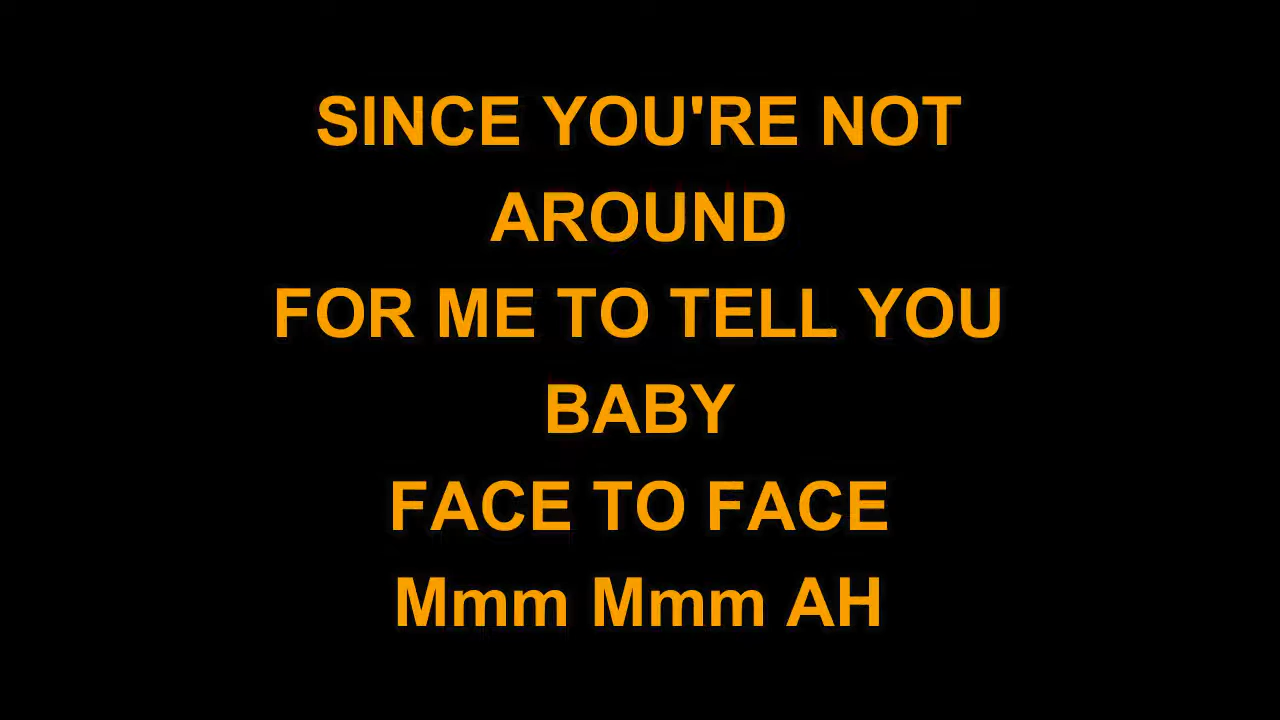 SINCE YOU'RE NOT
AROUND
FOR ME TO TELL YOU
BABY
FACE TO FACE
Mmm Mmm AH